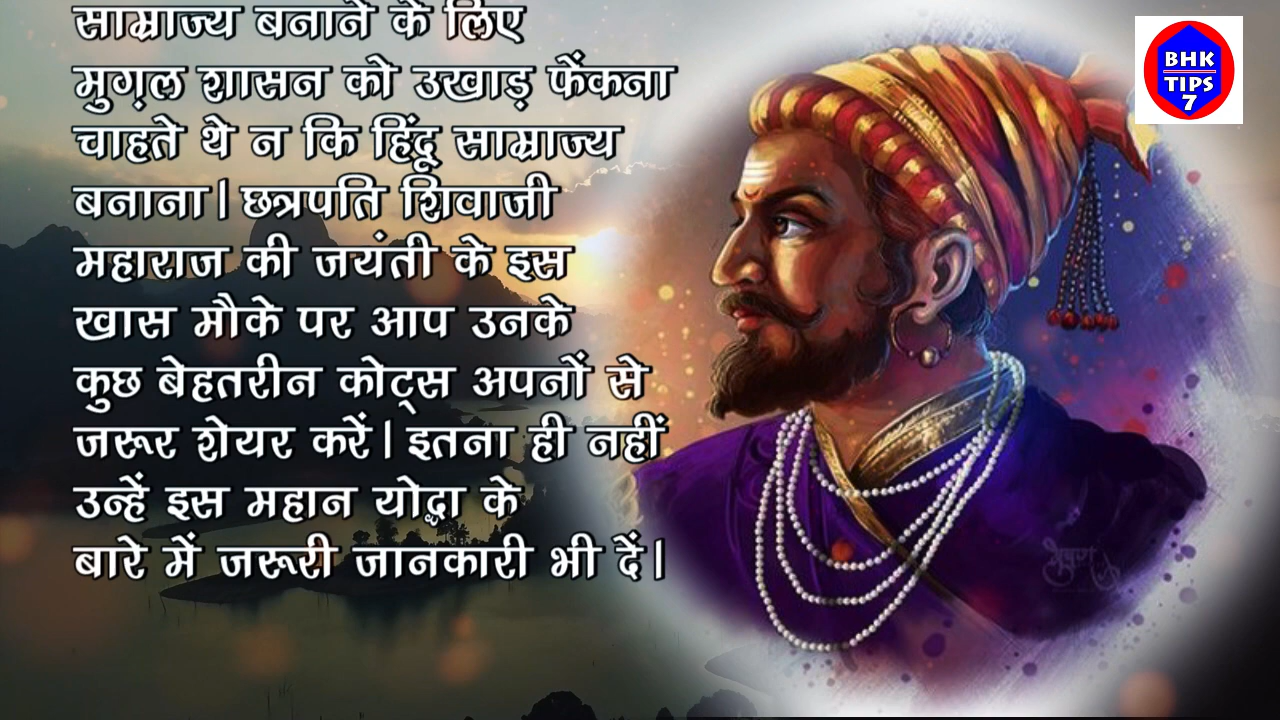 साम्राज्य बनाने के लिए
मुग़ल शासन को उखाड़ फेंकना
चाहते थे न कि हिंदू साम्राज्य
बनाना। छत्रपति शिवाजी
महाराज की जयंती के इस
खास मौके पर आप उनके
कुछ बेहतरीन कोट्स अपनों से
जरूर शेयर करें। इतना ही नहीं
उन्हें इस महान योद्धा के
बारे में जरूरी जानकारी भी दें।
BHK
TIPS
7